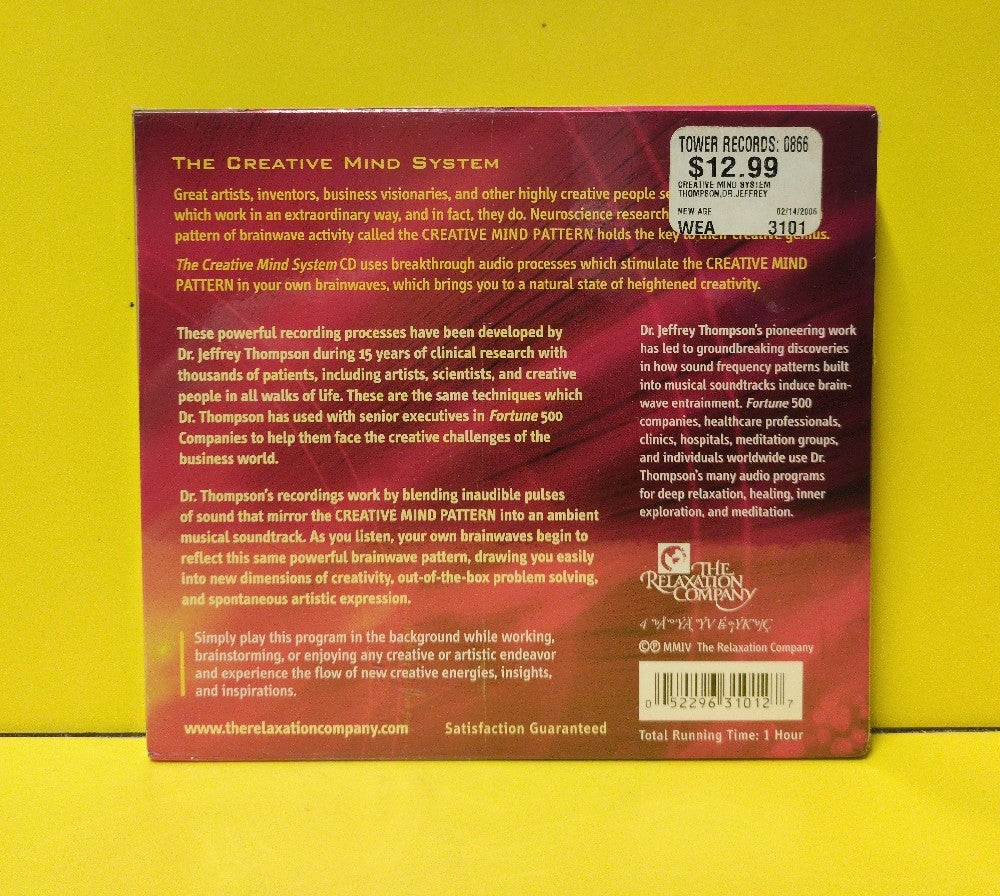 THE CREATIVE MIND SYSTEM
TOWER RECORDS: 0866
$12.99
CREATIVE MIND SYSTEM
THOMPSON,DR.JEFFREY
NEW AGE 02/14/2006
WEA 3101
Great artists, inventors, business visionaries, and other highly creative people se
which work in an extraordinary way, and in fact, they do. Neuroscience research
pattern of brainwave activity called the CREATIVE MIND PATTERN holds the key to their creative genius.
The Creative Mind System CD uses breakthrough audio processes which stimulate the CREATIVE MIND
PATTERN in your own brainwaves, which brings you to a natural state of heightened creativity.
These powerful recording processes have been developed by
Dr. Jeffrey Thompson during 15 years of clinical research with
thousands of patients, including artists, scientists, and creative
people in all walks of life. These are the same techniques which
Dr. Thompson has used with senior executives in Fortune 500
Companies to help them face the creative challenges of the
business world.
Dr. Thompson's recordings work by blending inaudible pulses
of sound that mirror the CREATIVE MIND PATTERN into an ambient
musical soundtrack. As you listen, your own brainwaves begin to
reflect this same powerful brainwave pattern, drawing you easily
into new dimensions of creativity, out-of-the-box problem solving,
and spontaneous artistic expression.
Simply play this program in the background while working,
brainstorming, or enjoying any creative or artistic endeavor
and experience the flow of new creative energies, insights,
and inspirations.
www.therelaxationcompany.com Satisfaction Guaranteed
Dr. Jeffrey Thompson's pioneering work
has led to groundbreaking discoveries
in how sound frequency patterns built
into musical soundtracks induce brain-
wave entrainment. Fortune 500
companies, healthcare professionals,
clinics, hospitals, meditation groups,
and individuals worldwide use Dr.
Thompson's many audio programs
for deep relaxation, healing, inner
exploration, and meditation.
THE
RELAXATION
COMPANY
©℗ MMIV The Relaxation Company
0 52296 31012 7
Total Running Time: 1 Hour